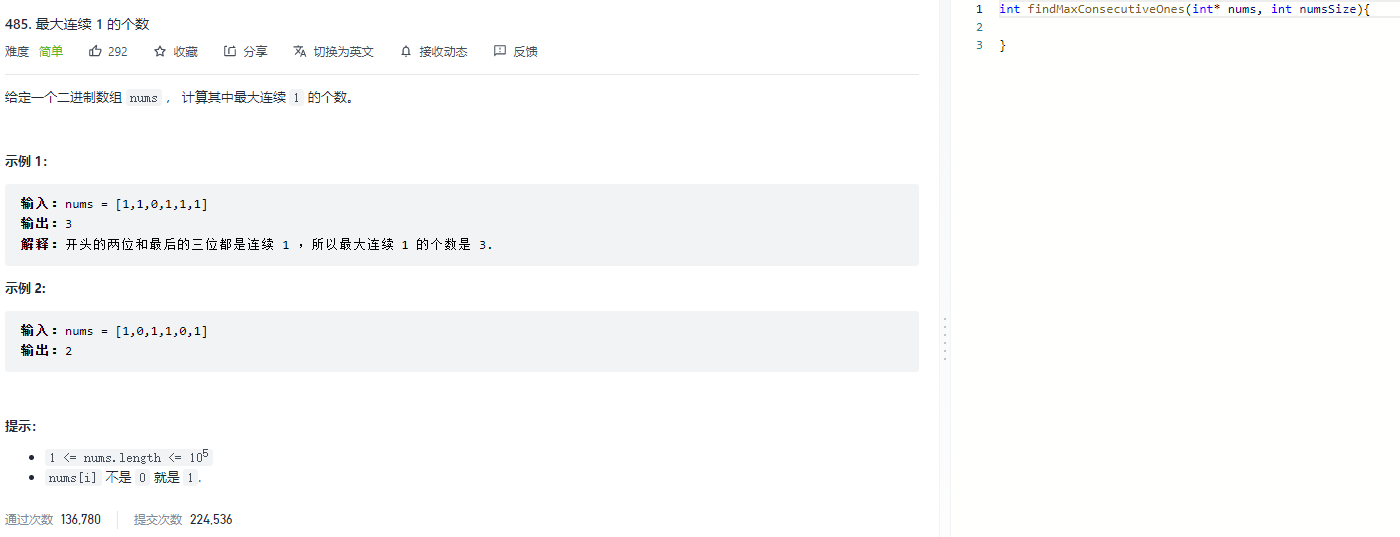 485. 最大连续 1 的个数
难度 简单 292 收藏 分享 切换为英文 接收动态 反馈
给定一个二进制数组 nums ， 计算其中最大连续 1 的个数。
示例 1：
输入：nums = [1,1,0,1,1,1]
输出：3
解释：开头的两位和最后的三位都是连续 1 ，所以最大连续 1 的个数是 3.
示例 2:
输入：nums = [1,0,1,1,0,1]
输出：2
提示：
1 <= nums.length <= 10⁵
nums[i] 不是 0 就是 1.
通过次数 136,780 提交次数 224,536
1 int findMaxConsecutiveOnes(int* nums, int numsSize){
2
3 }